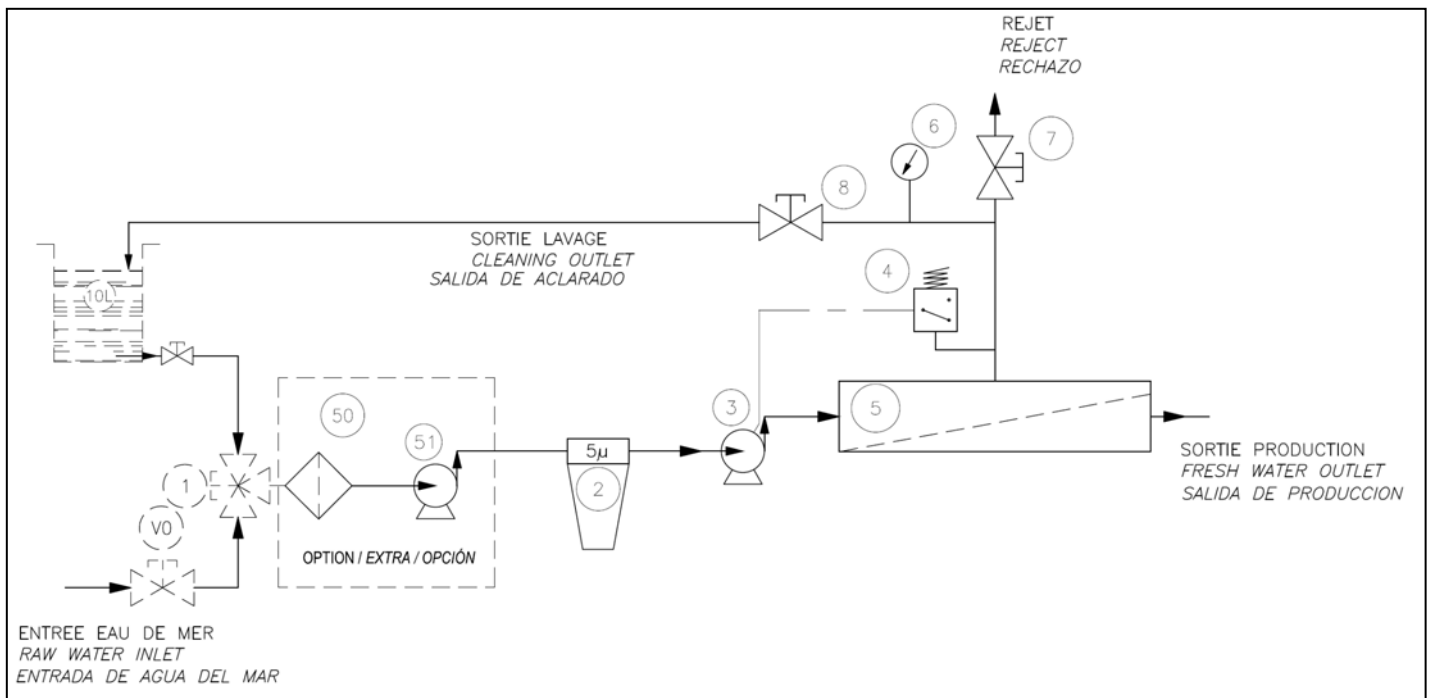 REJET
REJECT
RECHAZO
6
7
8
SORTIE LAVAGE
CLEANING OUTLET
SALIDA DE ACLARADO
4
10L
3
5
50
51
5µ
2
1
V0
SORTIE PRODUCTION
FRESH WATER OUTLET
SALIDA DE PRODUCCION
OPTION / EXTRA / OPCIÓN
ENTREE EAU DE MER
RAW WATER INLET
ENTRADA DE AGUA DEL MAR